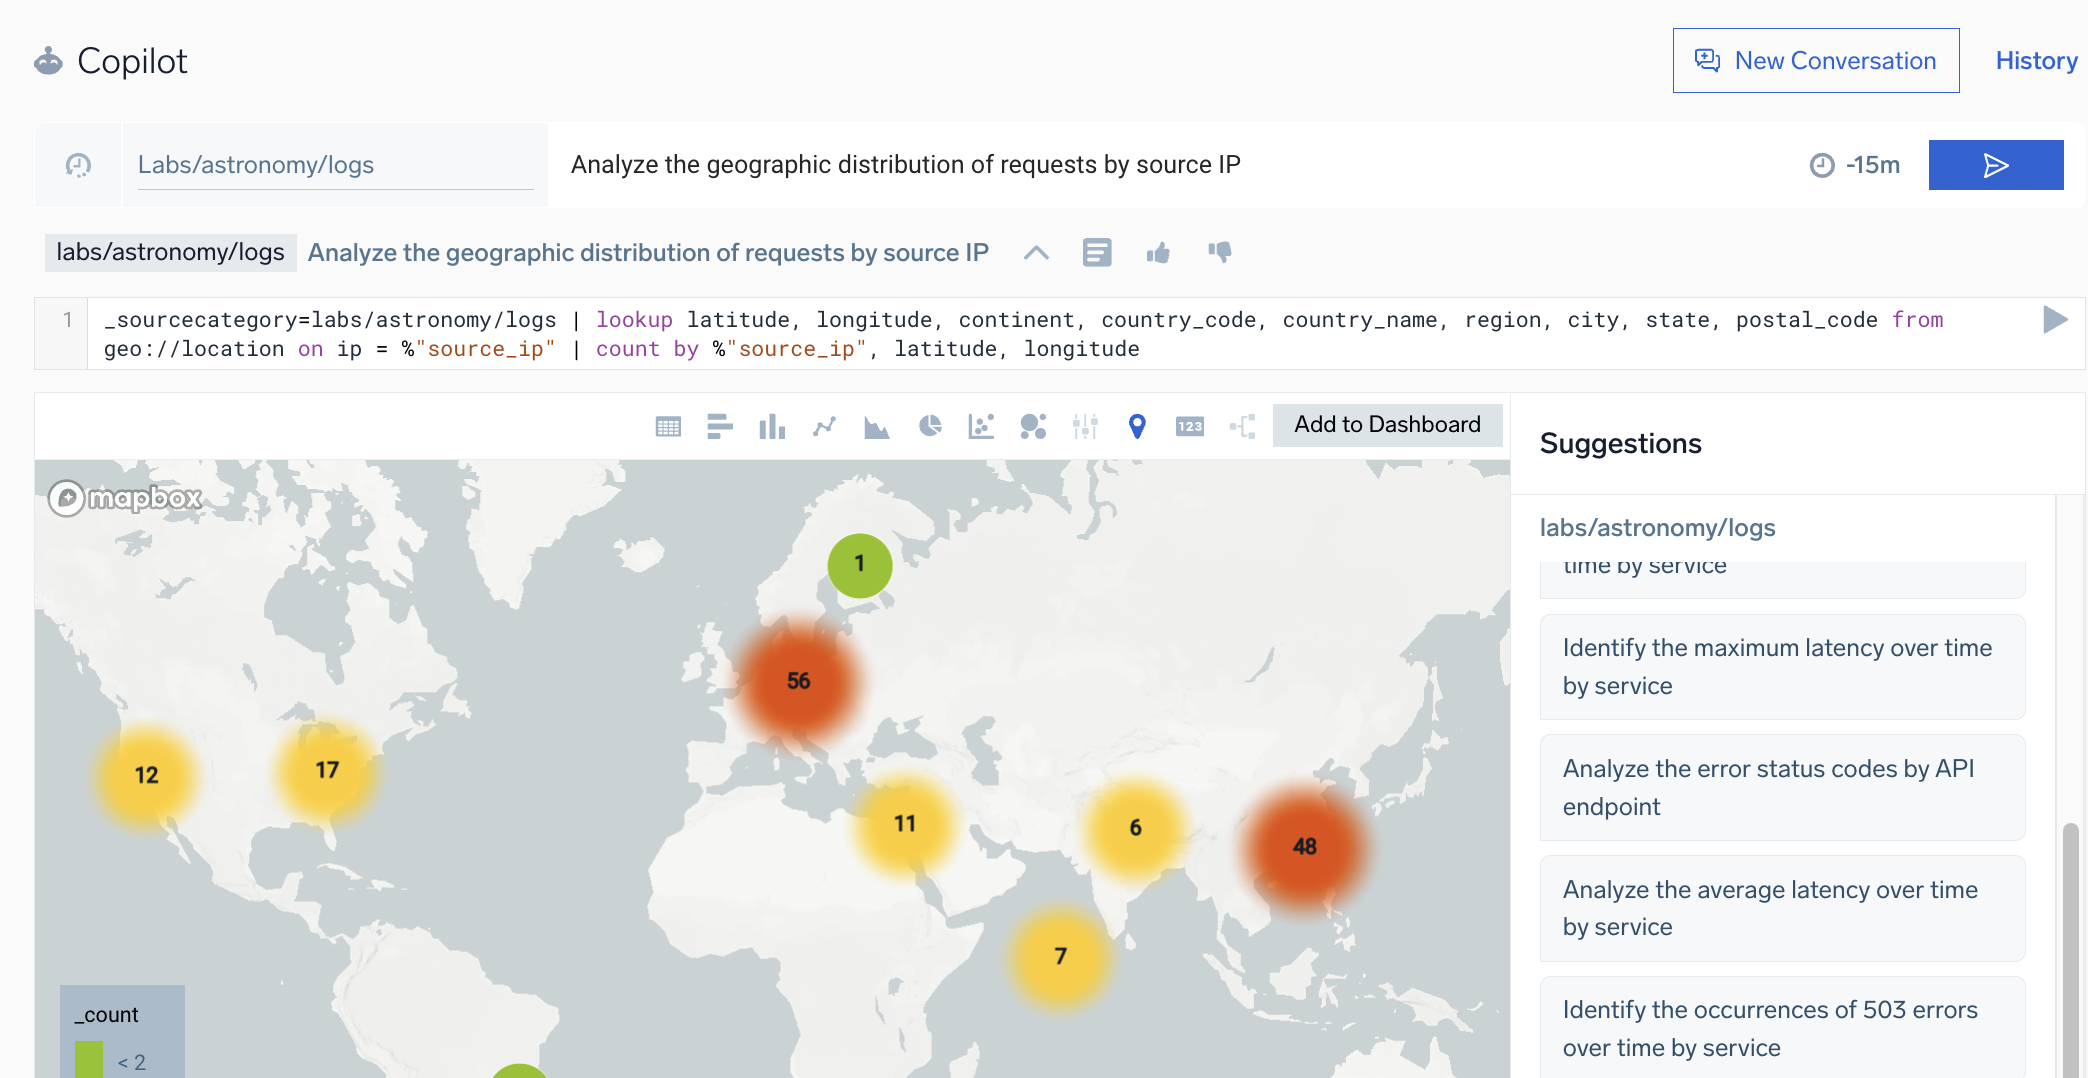 Copilot
New Conversation
History
Labs/astronomy/logs
Analyze the geographic distribution of requests by source IP
-15m
labs/astronomy/logs
Analyze the geographic distribution of requests by source IP
1
_sourcecategory=labs/astronomy/logs | lookup latitude, longitude, continent, country_code, country_name, region, city, state, postal_code from
geo://location on ip = %"source_ip" | count by %"source_ip", latitude, longitude
123
Add to Dashboard
mapbox
1
56
12
17
11
6
48
7
_count
< 2
Suggestions
labs/astronomy/logs
time by service
Identify the maximum latency over time
by service
Analyze the error status codes by API
endpoint
Analyze the average latency over time
by service
Identify the occurrences of 503 errors
over time by service